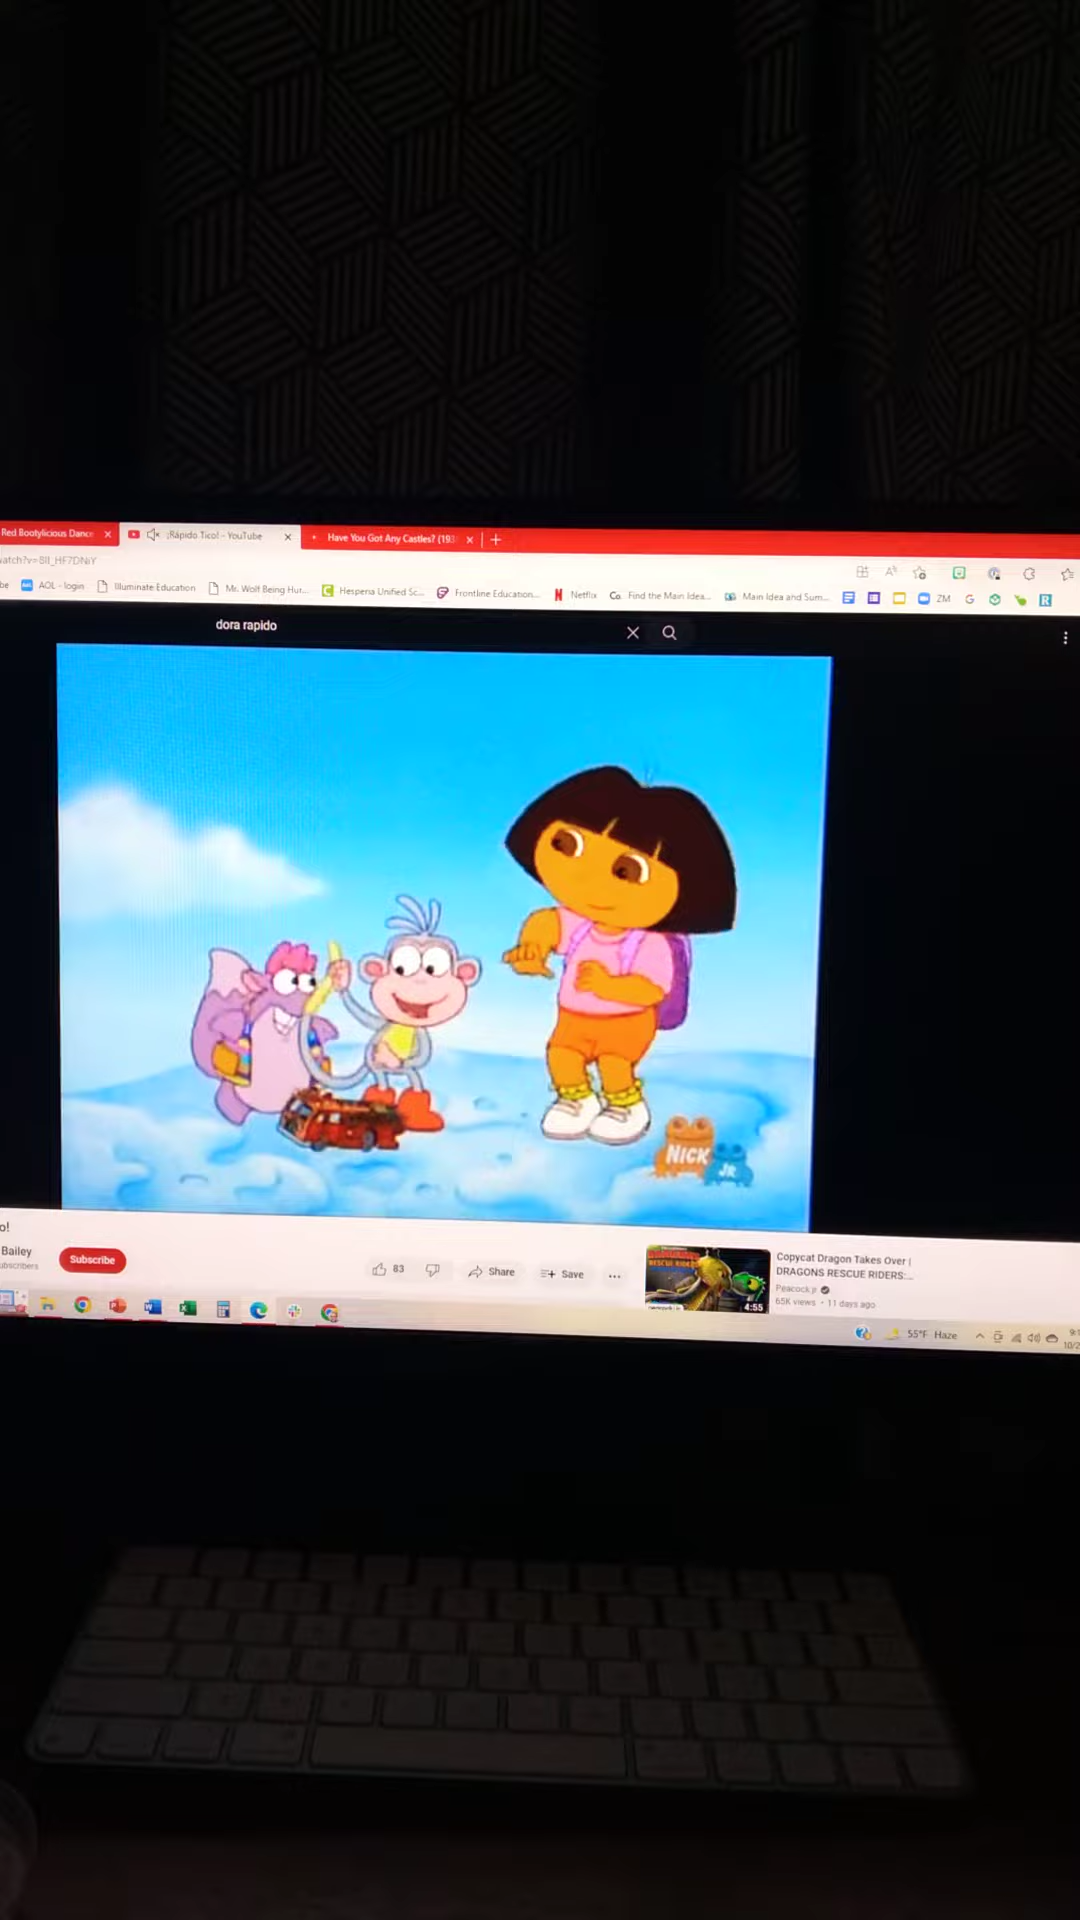 Red Bootylicious Dance
¡Rápido Tico! - YouTube
Have You Got Any Castles? (193
AOL - login
Illuminate Education
Mr. Wolf Being Hur...
Hesperia Unified Sc...
Frontline Education...
Netflix
Find the Main Idea...
Main Idea and Sum...
ZM
dora rapido
NICK
JR
o!
Bailey
ubscribers
Subscribe
83
Share
Save
Copycat Dragon Takes Over |
DRAGONS RESCUE RIDERS:...
Peacock jr
65K views • 11 days ago
4:55
55°F Haze